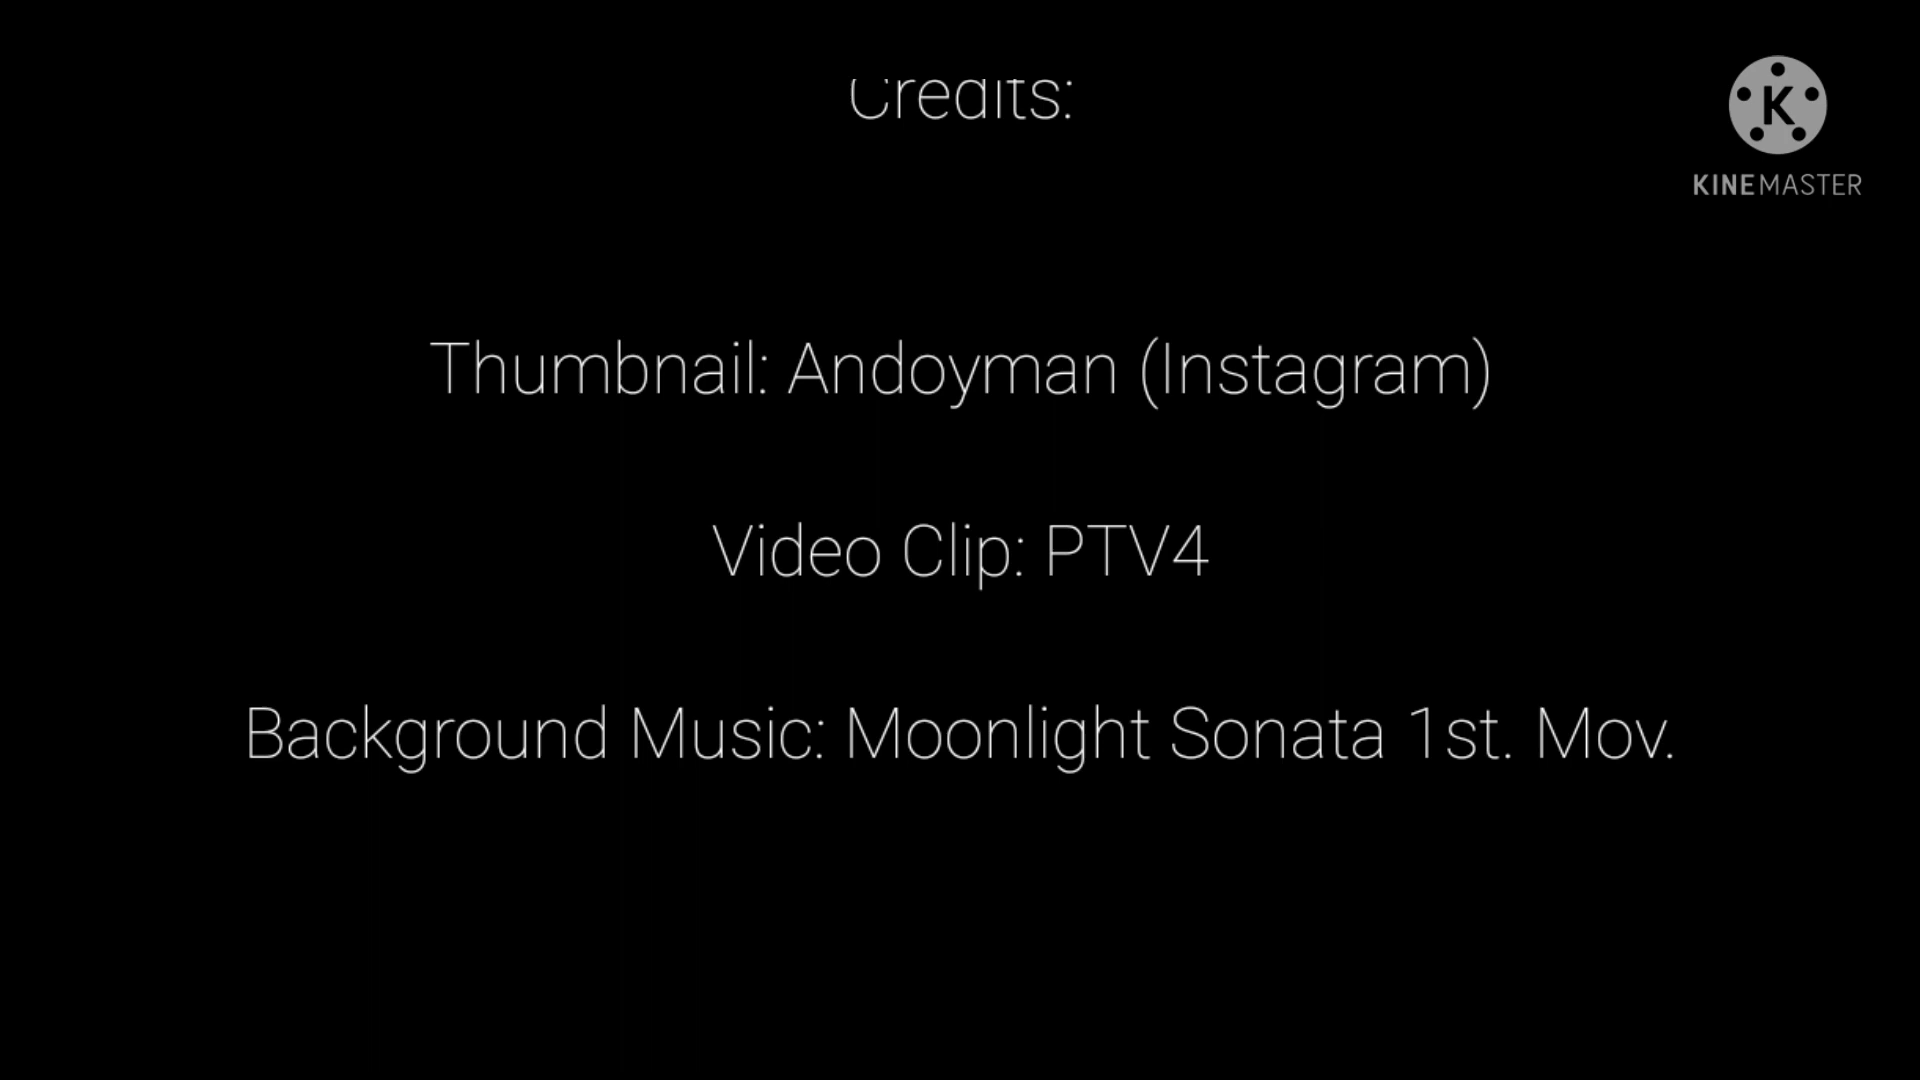 Credits:
K
KINEMASTER
Thumbnail: Andoyman (Instagram)
Video Clip: PTV4
Background Music: Moonlight Sonata 1st. Mov.